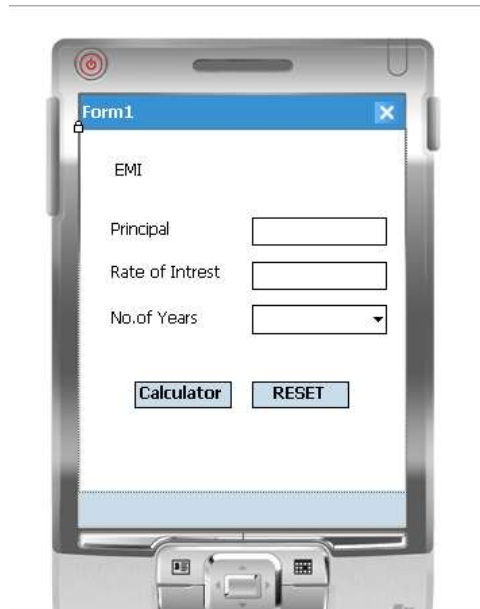 Form1
EMI
Principal
Rate of Intrest
No.of Years
Calculator RESET